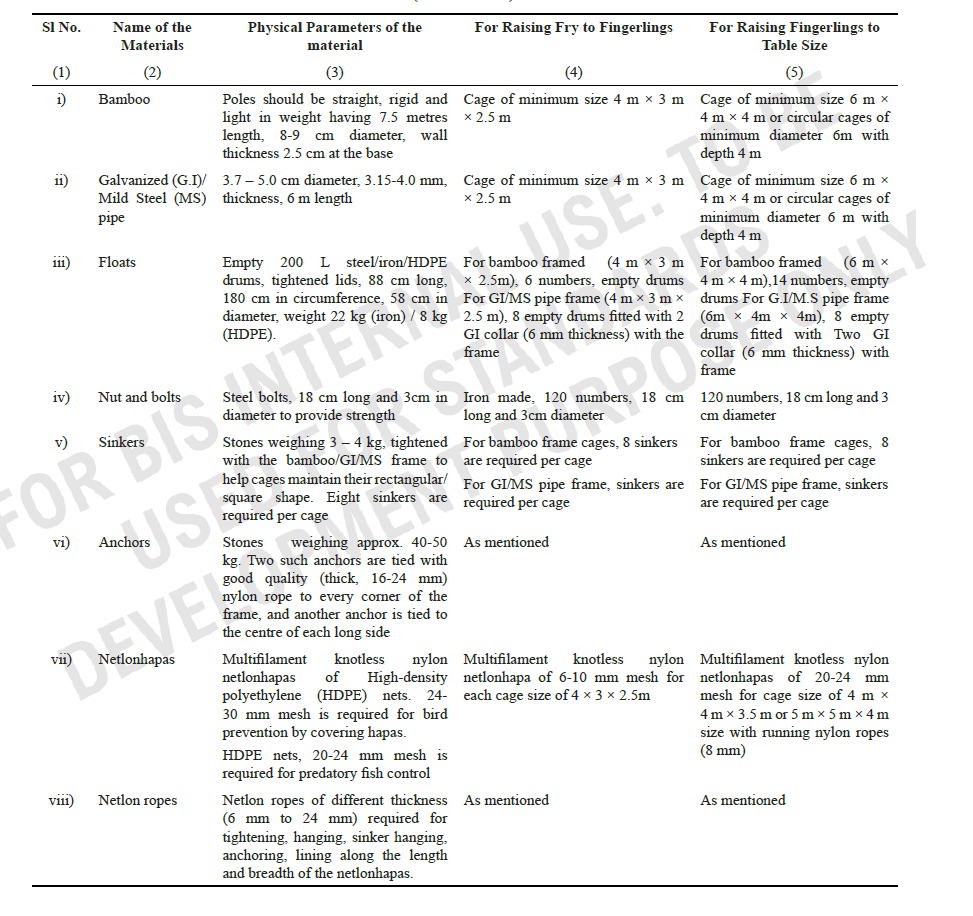 Sl No.
Name of the
Materials
Physical Parameters of the
material
For Raising Fry to Fingerlings
For Raising Fingerlings to
Table Size
(1)
(2)
(3)
(4)
(5)
i)
Bamboo
Poles should be straight, rigid and
light in weight having 7.5 metres
length, 8-9 cm diameter, wall
thickness 2.5 cm at the base
Cage of minimum size 4 m × 3 m
× 2.5 m
Cage of minimum size 6 m ×
4 m × 4 m or circular cages of
minimum diameter 6m with
depth 4 m
ii)
Galvanized (G.I)/
Mild Steel (MS)
pipe
3.7 – 5.0 cm diameter, 3.15-4.0 mm,
thickness, 6 m length
Cage of minimum size 4 m × 3 m
× 2.5 m
Cage of minimum size 6 m ×
4 m × 4 m or circular cages of
minimum diameter 6 m with
depth 4 m
iii)
Floats
Empty 200 L steel/iron/HDPE
drums, tightened lids, 88 cm long,
180 cm in circumference, 58 cm in
diameter, weight 22 kg (iron) / 8 kg
(HDPE).
For bamboo framed (4 m × 3 m
× 2.5m), 6 numbers, empty drums
For GI/MS pipe frame (4 m × 3 m ×
2.5 m), 8 empty drums fitted with 2
GI collar (6 mm thickness) with the
frame
For bamboo framed (6 m ×
4 m × 4 m),14 numbers, empty
drums For G.I/M.S pipe frame
(6m × 4m × 4m), 8 empty
drums fitted with Two GI
collar (6 mm thickness) with
frame
iv)
Nut and bolts
Steel bolts, 18 cm long and 3cm in
diameter to provide strength
Iron made, 120 numbers, 18 cm
long and 3cm diameter
120 numbers, 18 cm long and 3
cm diameter
v)
Sinkers
Stones weighing 3 – 4 kg, tightened
with the bamboo/GI/MS frame to
help cages maintain their rectangular/
square shape. Eight sinkers are
required per cage
For bamboo frame cages, 8 sinkers
are required per cage
For GI/MS pipe frame, sinkers are
required per cage
For bamboo frame cages, 8
sinkers are required per cage
For GI/MS pipe frame, sinkers
are required per cage
vi)
Anchors
Stones weighing approx. 40-50
kg. Two such anchors are tied with
good quality (thick, 16-24 mm)
nylon rope to every corner of the
frame, and another anchor is tied to
the centre of each long side
As mentioned
As mentioned
vii)
Netlonhapas
Multifilament knotless nylon
netlonhapas of High-density
polyethylene (HDPE) nets. 24-
30 mm mesh is required for bird
prevention by covering hapas.
HDPE nets, 20-24 mm mesh is
required for predatory fish control
Multifilament knotless nylon
netlonhapa of 6-10 mm mesh for
each cage size of 4 × 3 × 2.5m
Multifilament knotless nylon
netlonhapas of 20-24 mm
mesh for cage size of 4 m ×
4 m × 3.5 m or 5 m × 5 m × 4 m
size with running nylon ropes
(8 mm)
viii)
Netlon ropes
Netlon ropes of different thickness
(6 mm to 24 mm) required for
tightening, hanging, sinker hanging,
anchoring, lining along the length
and breadth of the netlonhapas.
As mentioned
As mentioned
FOR BIS INTERNAL USE. TO BE
USED FOR STANDARDS
DEVELOPMENT PURPOSE ONLY